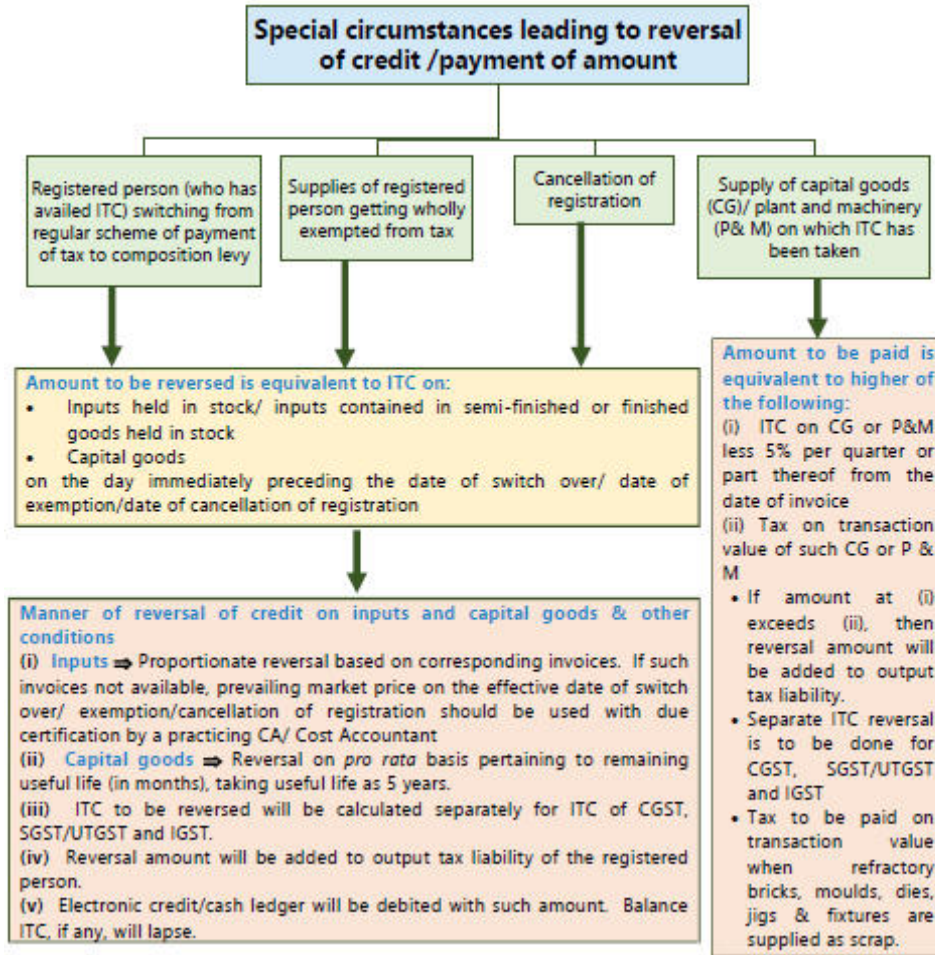 Special circumstances leading to reversal
of credit /payment of amount
Registered person (who has
availed ITC) switching from
regular scheme of payment
of tax to composition levy
Supplies of registered
person getting wholly
exempted from tax
Cancellation of
registration
Supply of capital goods
(CG)/ plant and machinery
(P& M) on which ITC has
been taken
Amount to be reversed is equivalent to ITC on:
• Inputs held in stock/ inputs contained in semi-finished or finished
goods held in stock
• Capital goods
on the day immediately preceding the date of switch over/ date of
exemption/date of cancellation of registration
Manner of reversal of credit on inputs and capital goods & other
conditions
(i) Inputs ⇒ Proportionate reversal based on corresponding invoices. If such
invoices not available, prevailing market price on the effective date of switch
over/ exemption/cancellation of registration should be used with due
certification by a practicing CA/ Cost Accountant
(ii) Capital goods ⇒ Reversal on pro rata basis pertaining to remaining
useful life (in months), taking useful life as 5 years.
(iii) ITC to be reversed will be calculated separately for ITC of CGST,
SGST/UTGST and IGST.
(iv) Reversal amount will be added to output tax liability of the registered
person.
(v) Electronic credit/cash ledger will be debited with such amount. Balance
ITC, if any, will lapse.
Amount to be paid is
equivalent to higher of
the following:
(i) ITC on CG or P&M
less 5% per quarter or
part thereof from the
date of invoice
(ii) Tax on transaction
value of such CG or P &
M
• If amount at (i)
exceeds (ii), then
reversal amount will
be added to output
tax liability.
• Separate ITC reversal
is to be done for
CGST, SGST/UTGST
and IGST
• Tax to be paid on
transaction value
when refractory
bricks, moulds, dies,
jigs & fixtures are
supplied as scrap.